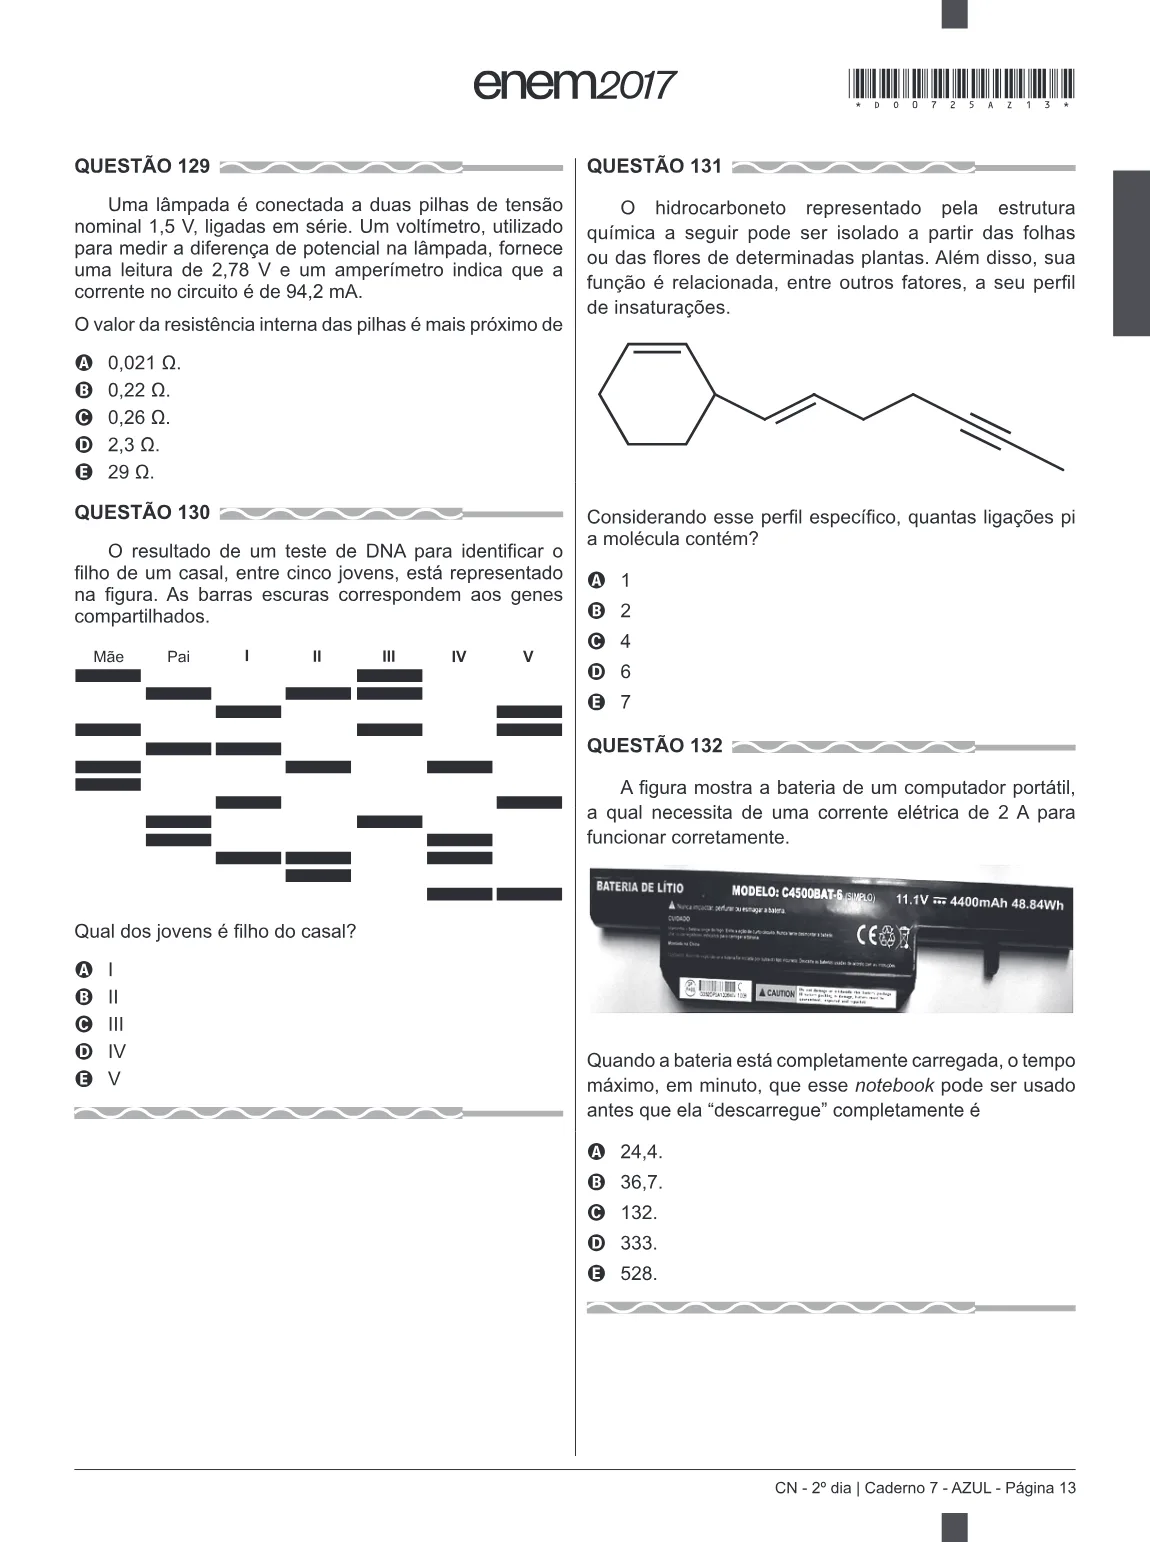 enem2017
*D00725AZ13*
QUESTÃO 129
Uma lâmpada é conectada a duas pilhas de tensão
nominal 1,5 V, ligadas em série. Um voltímetro, utilizado
para medir a diferença de potencial na lâmpada, fornece
uma leitura de 2,78 V e um amperímetro indica que a
corrente no circuito é de 94,2 mA.
O valor da resistência interna das pilhas é mais próximo de
A 0,021 Ω.
B 0,22 Ω.
C 0,26 Ω.
D 2,3 Ω.
E 29 Ω.
QUESTÃO 130
O resultado de um teste de DNA para identificar o
filho de um casal, entre cinco jovens, está representado
na figura. As barras escuras correspondem aos genes
compartilhados.
Mãe Pai I II III IV V
Qual dos jovens é filho do casal?
A I
B II
C III
D IV
E V
QUESTÃO 131
O hidrocarboneto representado pela estrutura
química a seguir pode ser isolado a partir das folhas
ou das flores de determinadas plantas. Além disso, sua
função é relacionada, entre outros fatores, a seu perfil
de insaturações.
Considerando esse perfil específico, quantas ligações pi
a molécula contém?
A 1
B 2
C 4
D 6
E 7
QUESTÃO 132
A figura mostra a bateria de um computador portátil,
a qual necessita de uma corrente elétrica de 2 A para
funcionar corretamente.
BATERIA DE LÍTIO MODELO: C4500BAT-6 (SIMPLO) 11.1V 4400mAh 48.84Wh
Nunca incinerar, perfurar ou esmagar a bateria.
CUIDADO
CE
CAUTION
Quando a bateria está completamente carregada, o tempo
máximo, em minuto, que esse notebook pode ser usado
antes que ela “descarregue” completamente é
A 24,4.
B 36,7.
C 132.
D 333.
E 528.
CN - 2º dia | Caderno 7 - AZUL - Página 13